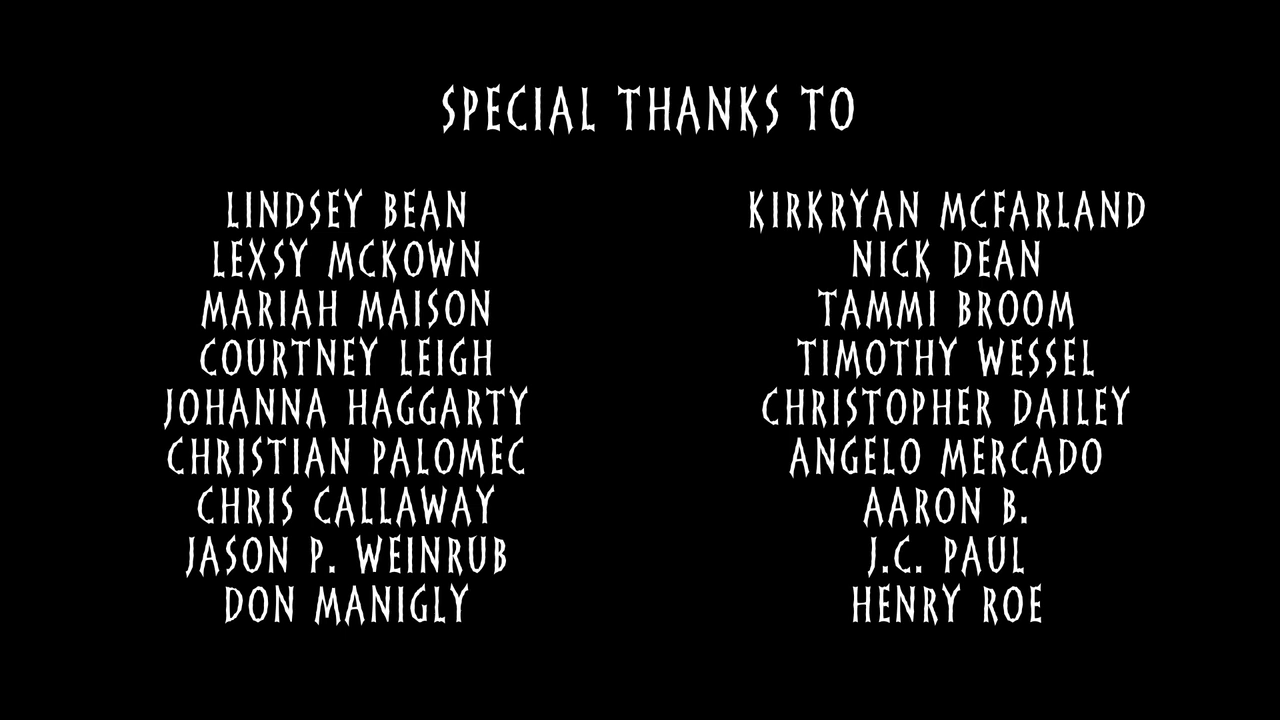 SPECIAL THANKS TO
LINDSEY BEAN
LEXSY MCKOWN
MARIAH MAISON
COURTNEY LEIGH
JOHANNA HAGGARTY
CHRISTIAN PALOMEC
CHRIS CALLAWAY
JASON P. WEINRUB
DON MANIGLY
KIRKRYAN MCFARLAND
NICK DEAN
TAMMI BROOM
TIMOTHY WESSEL
CHRISTOPHER DAILEY
ANGELO MERCADO
AARON B.
J.C. PAUL
HENRY ROE